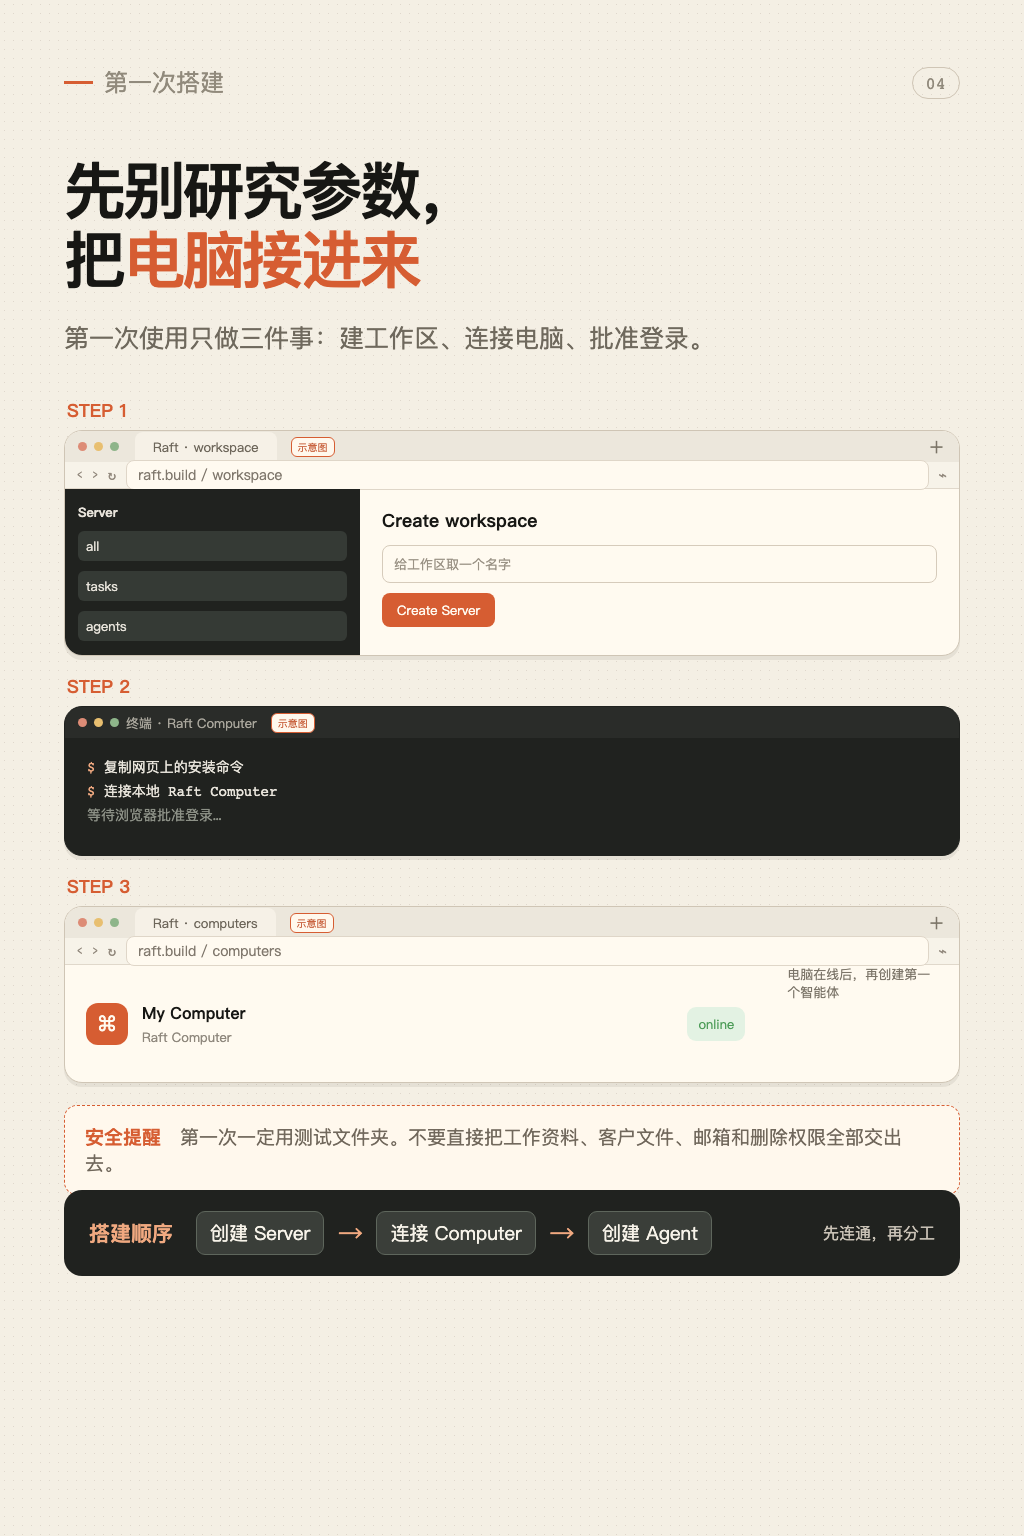 第一次搭建
04
先别研究参数,
把电脑接进来
第一次使用只做三件事：建工作区、连接电脑、批准登录。
STEP 1
Raft · workspace 示意图 +
< > ↻ raft.build / workspace
Server
all
tasks
agents
Create workspace
给工作区取一个名字
Create Server
STEP 2
终端 · Raft Computer 示意图
$ 复制网页上的安装命令
$ 连接本地 Raft Computer
等待浏览器批准登录…
STEP 3
Raft · computers 示意图 +
< > ↻ raft.build / computers
电脑在线后，再创建第一
个智能体
⌘
My Computer
Raft Computer
online
安全提醒 第一次一定用测试文件夹。不要直接把工作资料、客户文件、邮箱和删除权限全部交出
去。
搭建顺序 创建 Server → 连接 Computer → 创建 Agent 先连通，再分工